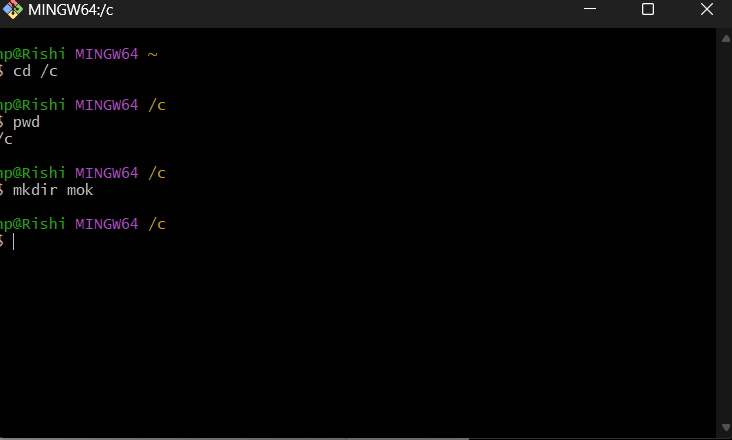 MINGW64:/c
hp@Rishi MINGW64 ~
$ cd /c
hp@Rishi MINGW64 /c
$ pwd
/c
hp@Rishi MINGW64 /c
$ mkdir mok
hp@Rishi MINGW64 /c
$